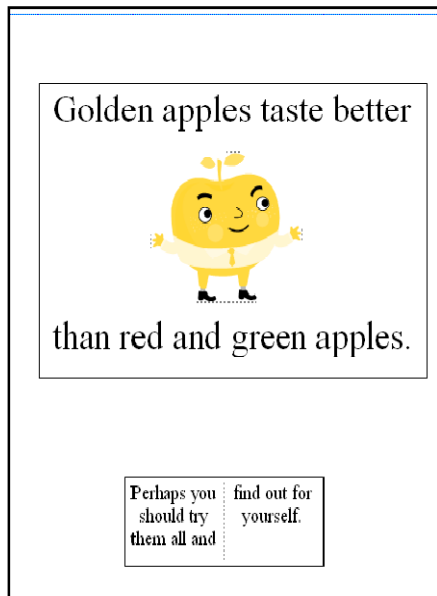 Golden apples taste better
than red and green apples.
Perhaps you
should try
them all and
find out for
yourself.